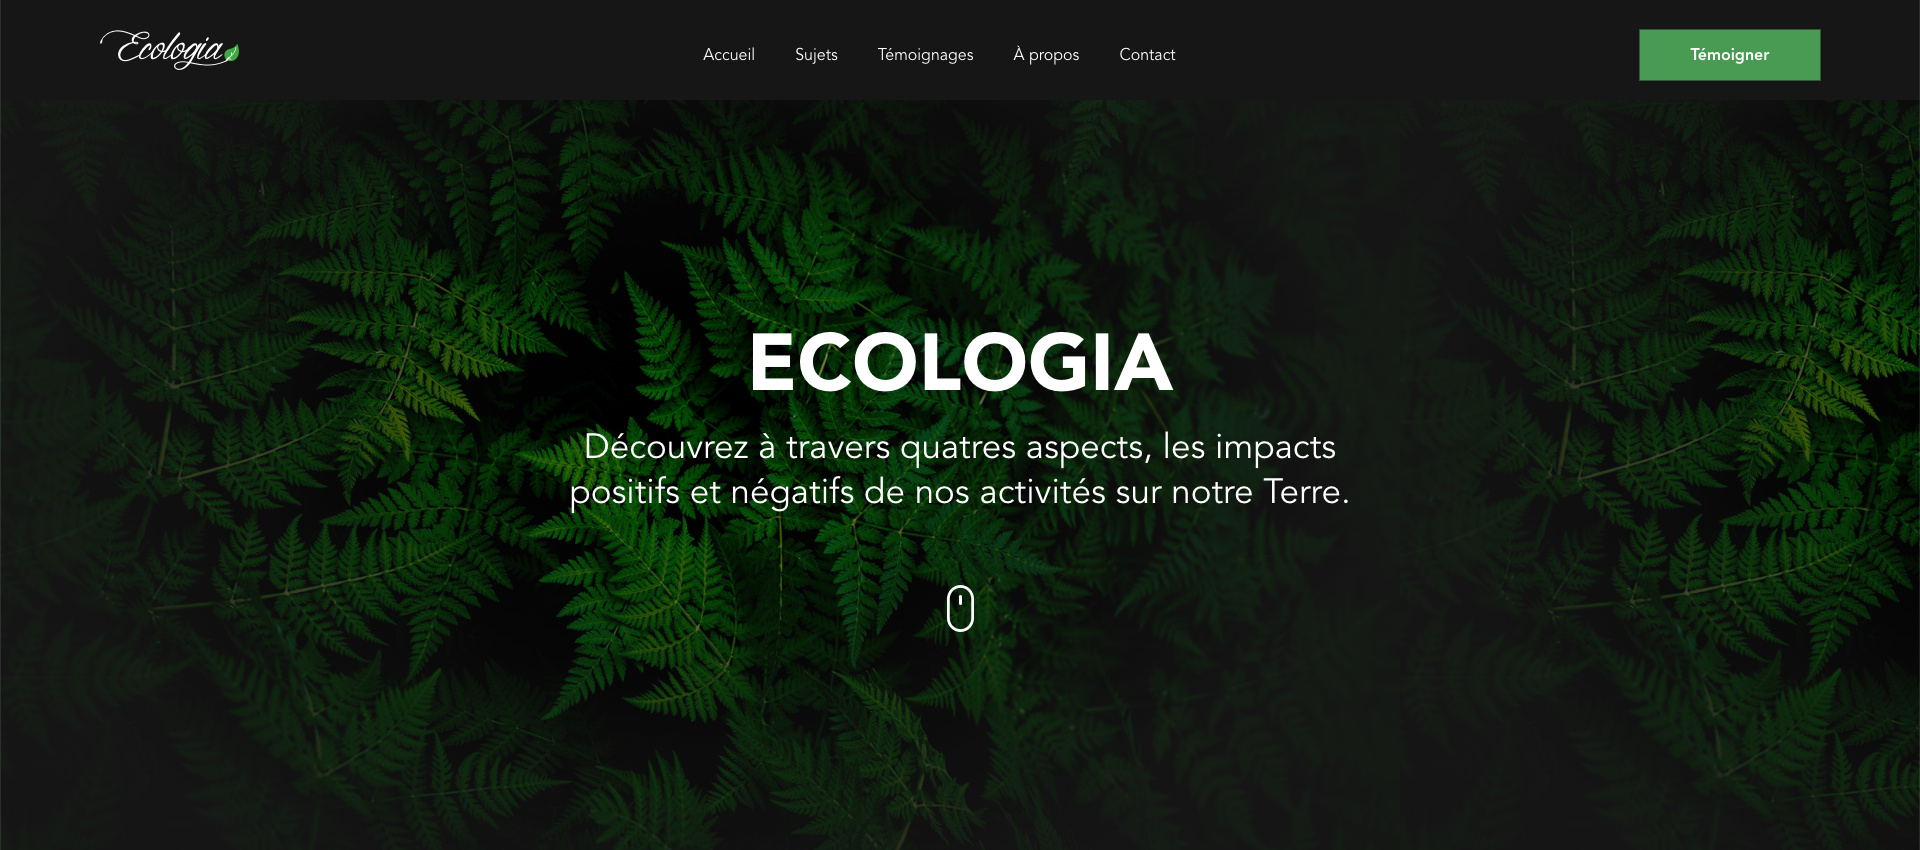 Ecologia
Accueil
Sujets
Témoignages
À propos
Contact
Témoigner
ECOLOGIA
Découvrez à travers quatres aspects, les impacts
positifs et négatifs de nos activités sur notre Terre.